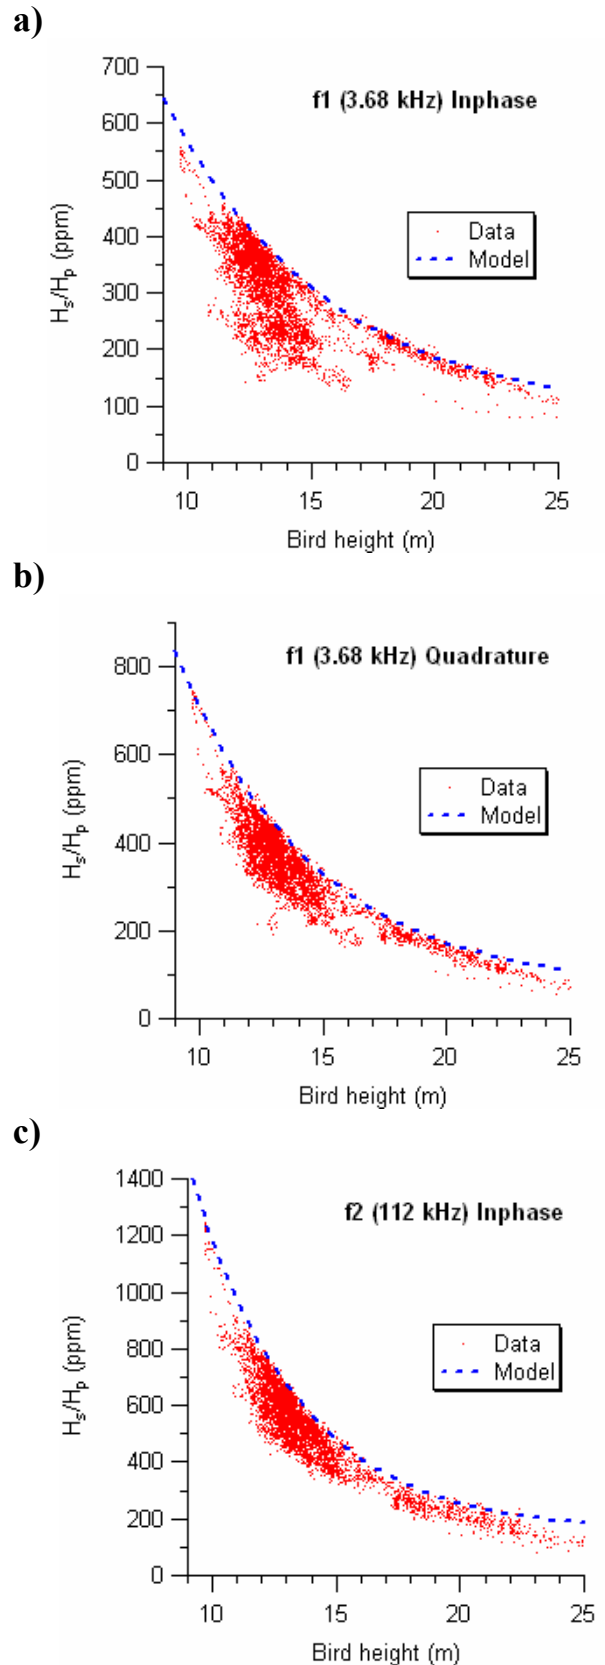 a)
700
f1 (3.68 kHz) Inphase
600
500
400
Data
Model
300
200
100
0
Hs/Hp (ppm)
10 15 20 25
Bird height (m)
b)
f1 (3.68 kHz) Quadrature
800
600
Data
Model
400
200
0
Hs/Hp (ppm)
10 15 20 25
Bird height (m)
c)
1400
f2 (112 kHz) Inphase
1200
1000
800
Data
Model
600
400
200
0
Hs/Hp (ppm)
10 15 20 25
Bird height (m)